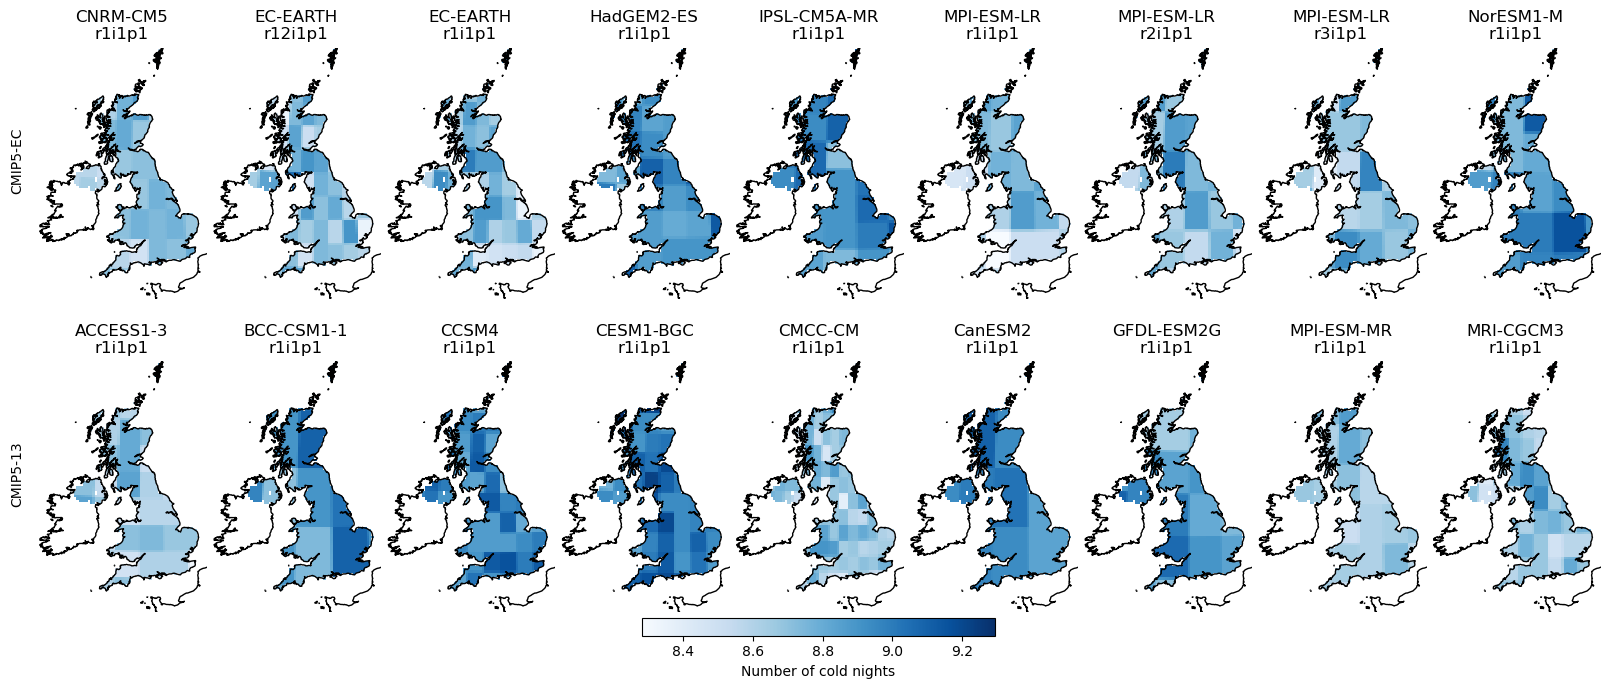 CNRM-CM5
r1i1p1
EC-EARTH
r12i1p1
EC-EARTH
r1i1p1
HadGEM2-ES
r1i1p1
IPSL-CM5A-MR
r1i1p1
MPI-ESM-LR
r1i1p1
MPI-ESM-LR
r2i1p1
MPI-ESM-LR
r3i1p1
NorESM1-M
r1i1p1
CMIP5-EC
ACCESS1-3
r1i1p1
BCC-CSM1-1
r1i1p1
CCSM4
r1i1p1
CESM1-BGC
r1i1p1
CMCC-CM
r1i1p1
CanESM2
r1i1p1
GFDL-ESM2G
r1i1p1
MPI-ESM-MR
r1i1p1
MRI-CGCM3
r1i1p1
CMIP5-13
8.4 8.6 8.8 9.0 9.2
Number of cold nights